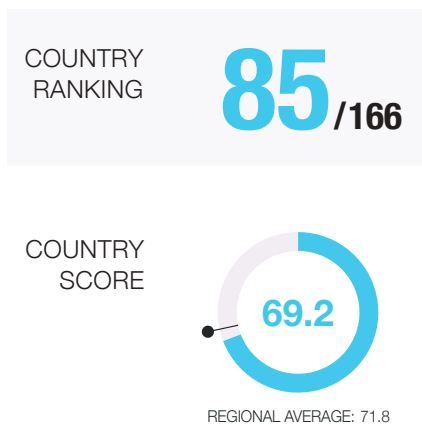 COUNTRY
RANKING
85/166
COUNTRY
SCORE
69.2
REGIONAL AVERAGE: 71.8